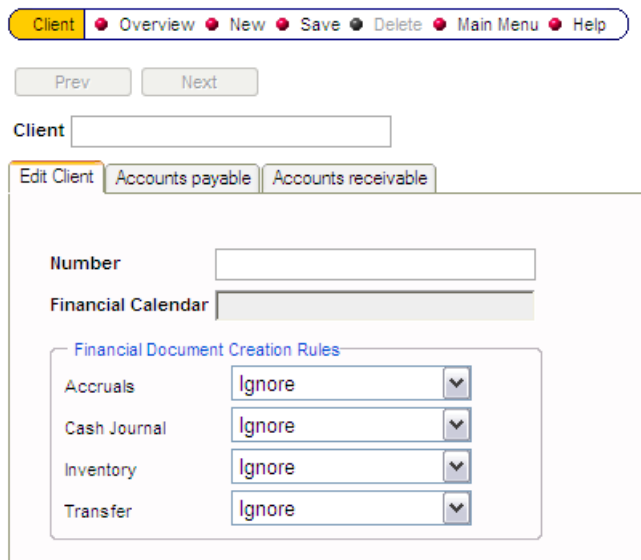 Client Overview New Save Delete Main Menu Help
Prev Next
Client
Edit Client Accounts payable Accounts receivable
Number
Financial Calendar
Financial Document Creation Rules
Accruals Ignore
Cash Journal Ignore
Inventory Ignore
Transfer Ignore